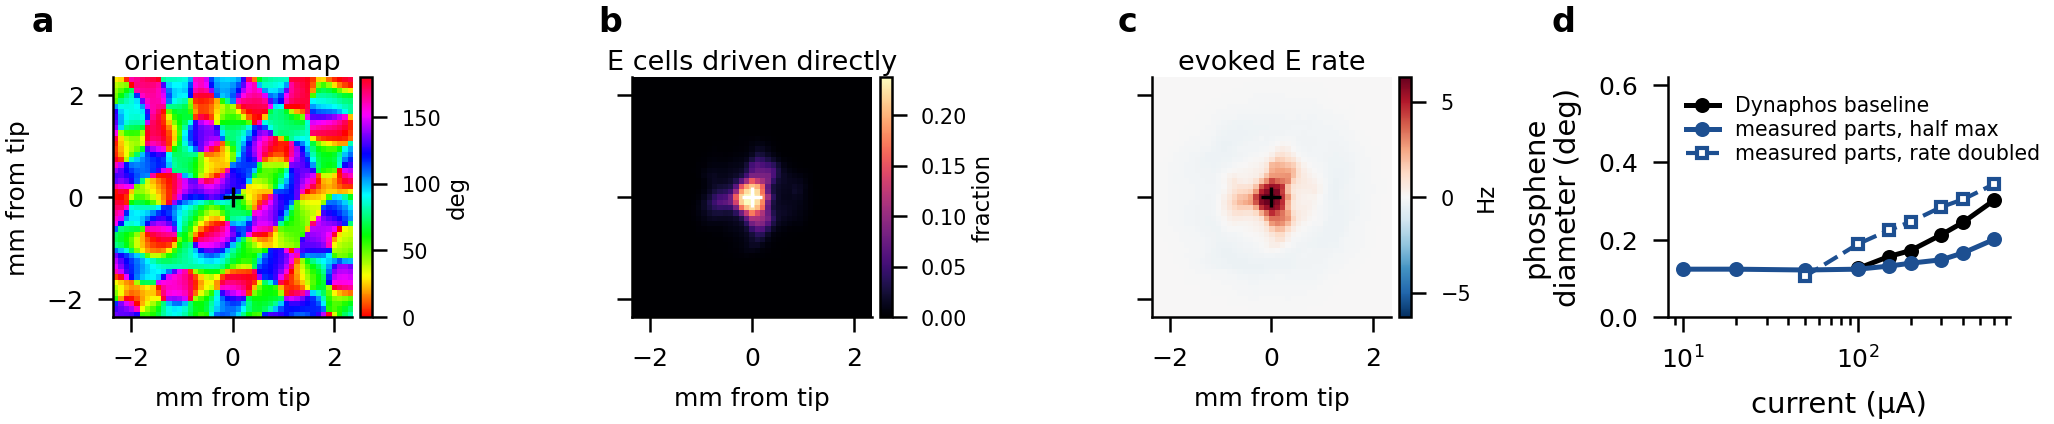 a
orientation map
2
0
−2
mm from tip
−2
0
2
mm from tip
150
100
50
0
deg
b
E cells driven directly
−2
0
2
mm from tip
0.20
0.15
0.10
0.05
0.00
fraction
c
evoked E rate
−2
0
2
mm from tip
5
0
−5
Hz
d
phosphene
diameter (deg)
0.6
0.4
0.2
0.0
Dynaphos baseline
measured parts, half max
measured parts, rate doubled
10¹
10²
current (µA)